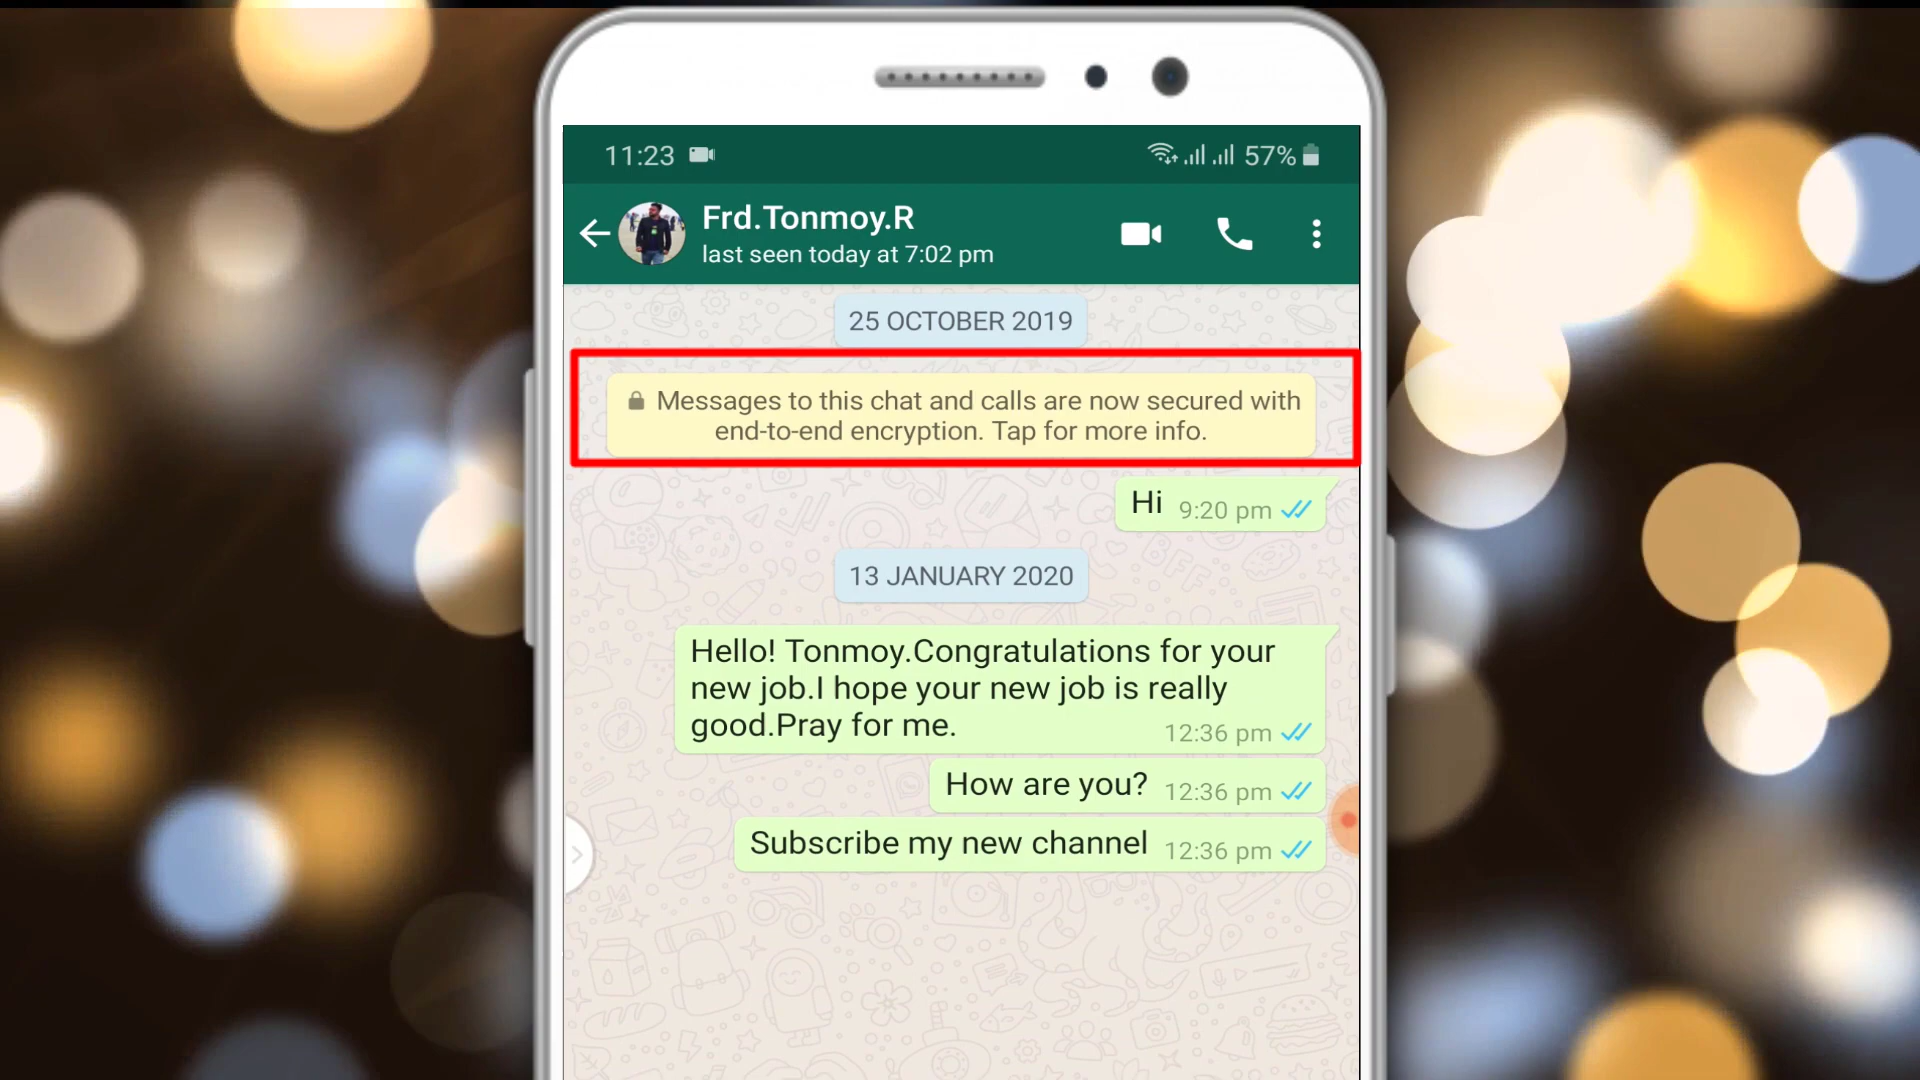 11:23 57%
Frd.Tonmoy.R
last seen today at 7:02 pm
25 OCTOBER 2019
Messages to this chat and calls are now secured with
end-to-end encryption. Tap for more info.
Hi 9:20 pm
13 JANUARY 2020
Hello! Tonmoy.Congratulations for your
new job.I hope your new job is really
good.Pray for me. 12:36 pm
How are you? 12:36 pm
Subscribe my new channel 12:36 pm